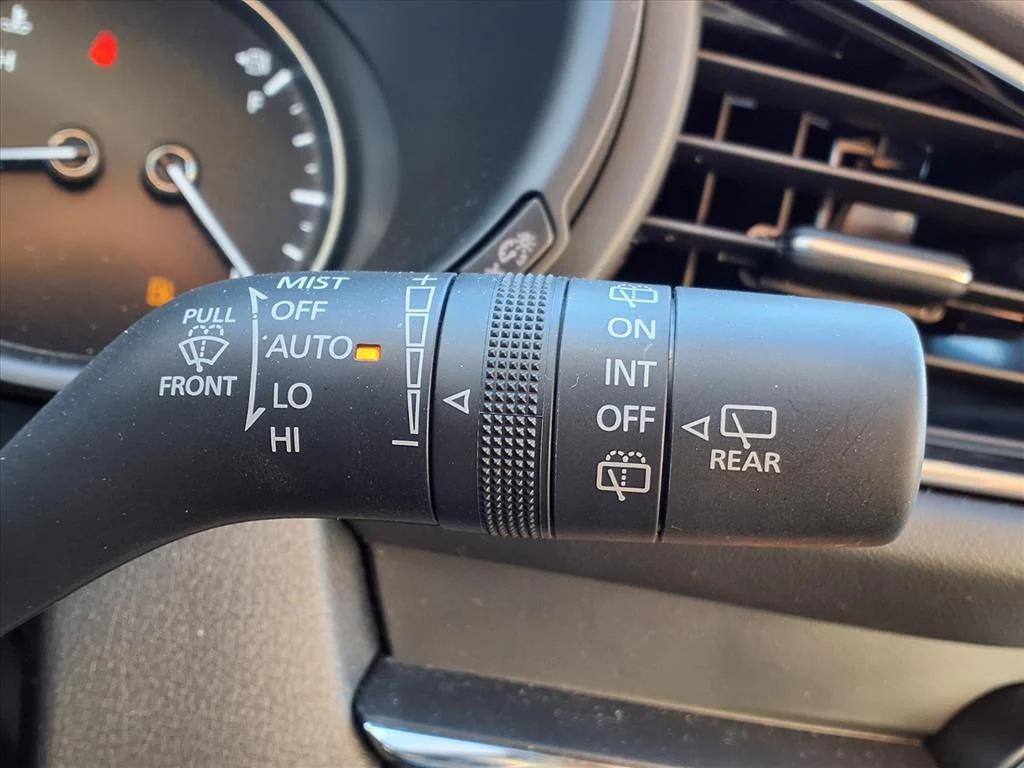 H
F
MIST
PULL
OFF
AUTO
FRONT
LO
HI
ON
INT
OFF
REAR